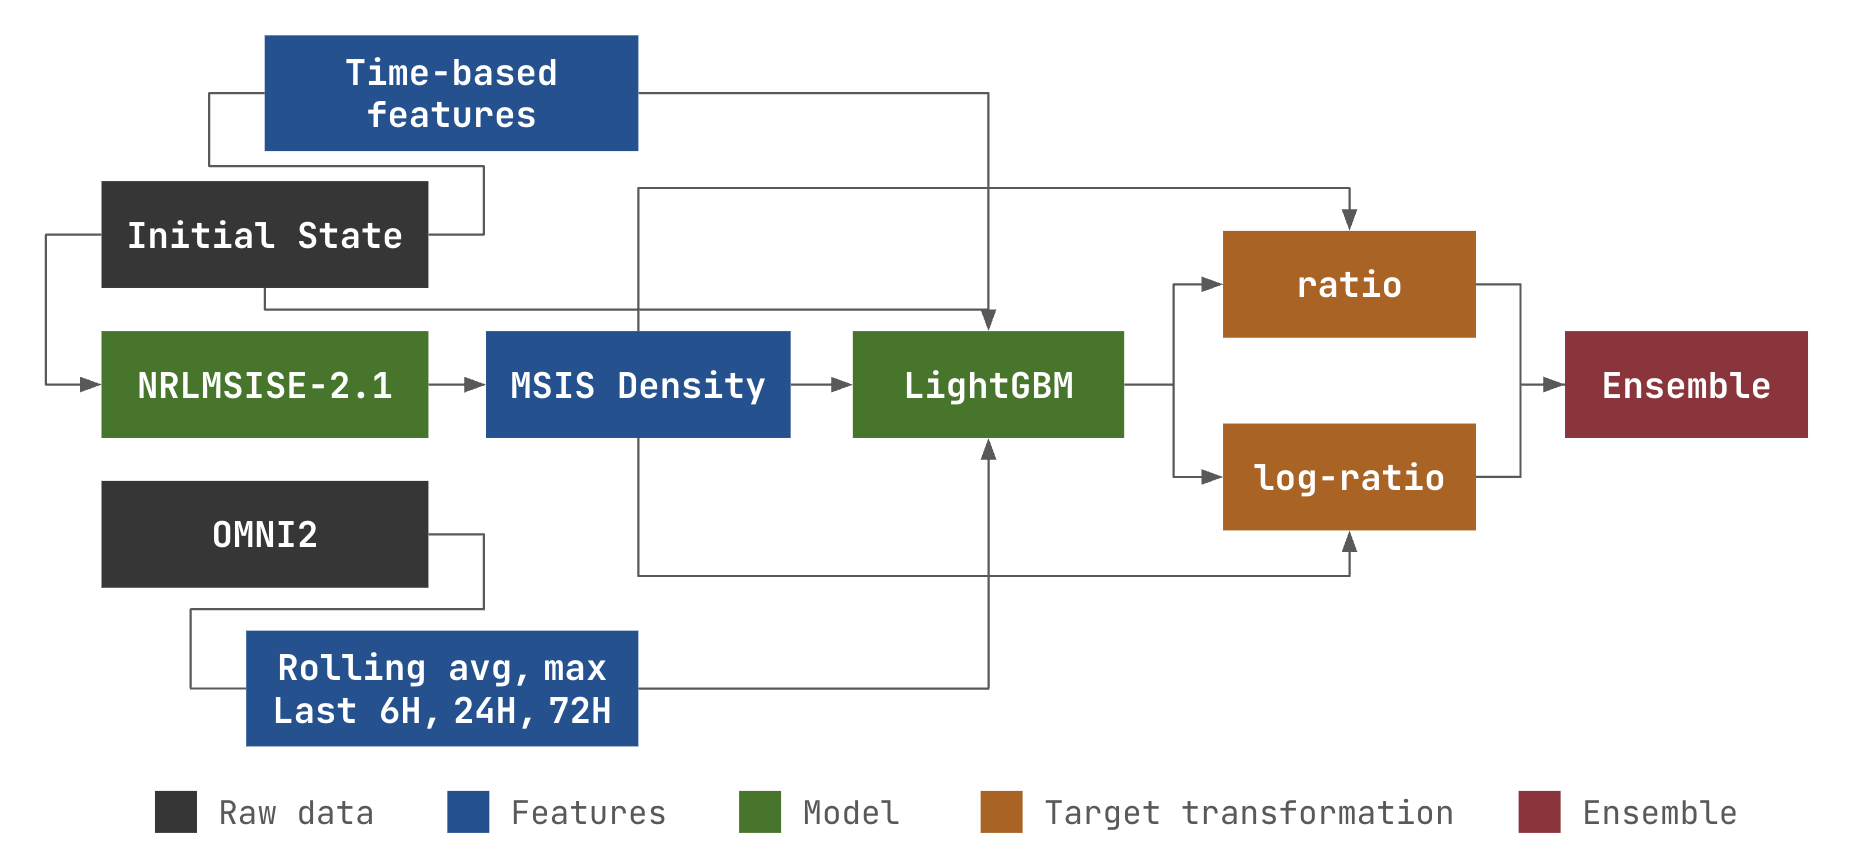 Time-based
features
Initial State
NRLMSISE-2.1
MSIS Density
LightGBM
ratio
log-ratio
Ensemble
OMNI2
Rolling avg, max
Last 6H, 24H, 72H
Raw data
Features
Model
Target transformation
Ensemble